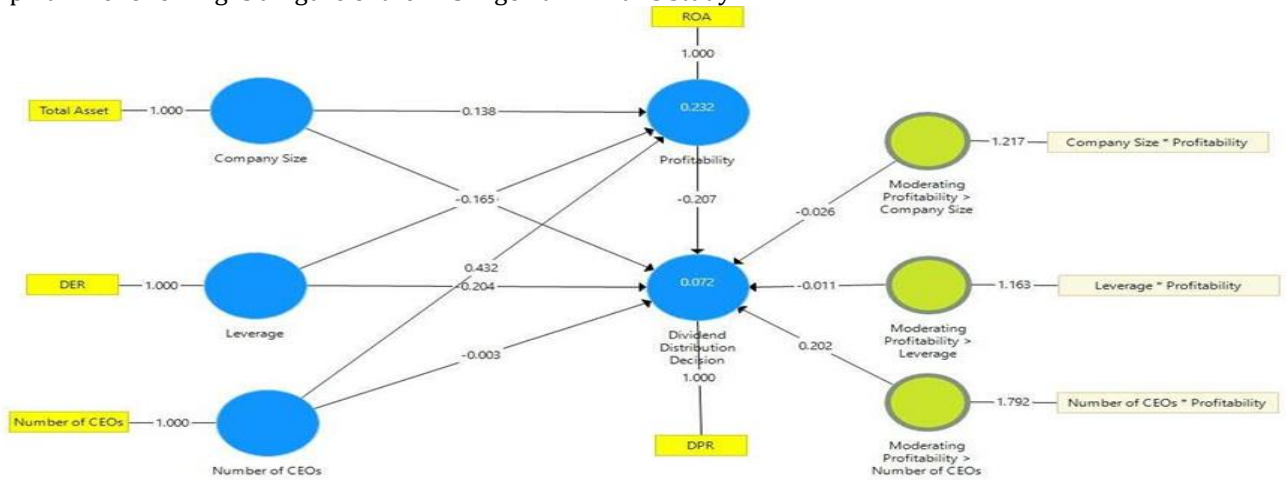 ROA
1.000
Total Asset
1.000
0.138
0.232
Company Size
Profitability
1.217
Company Size * Profitability
Moderating
Profitability >
Company Size
-0.165
-0.207
-0.026
DER
1.000
0.432
0.204
0.072
-0.011
1.163
Leverage * Profitability
Leverage
Dividend
Distribution
Decision
Moderating
Profitability >
Leverage
-0.003
0.202
1.000
Number of CEOs
1.000
1.792
Number of CEOs * Profitability
DPR
Number of CEOs
Moderating
Profitability >
Number of CEOs